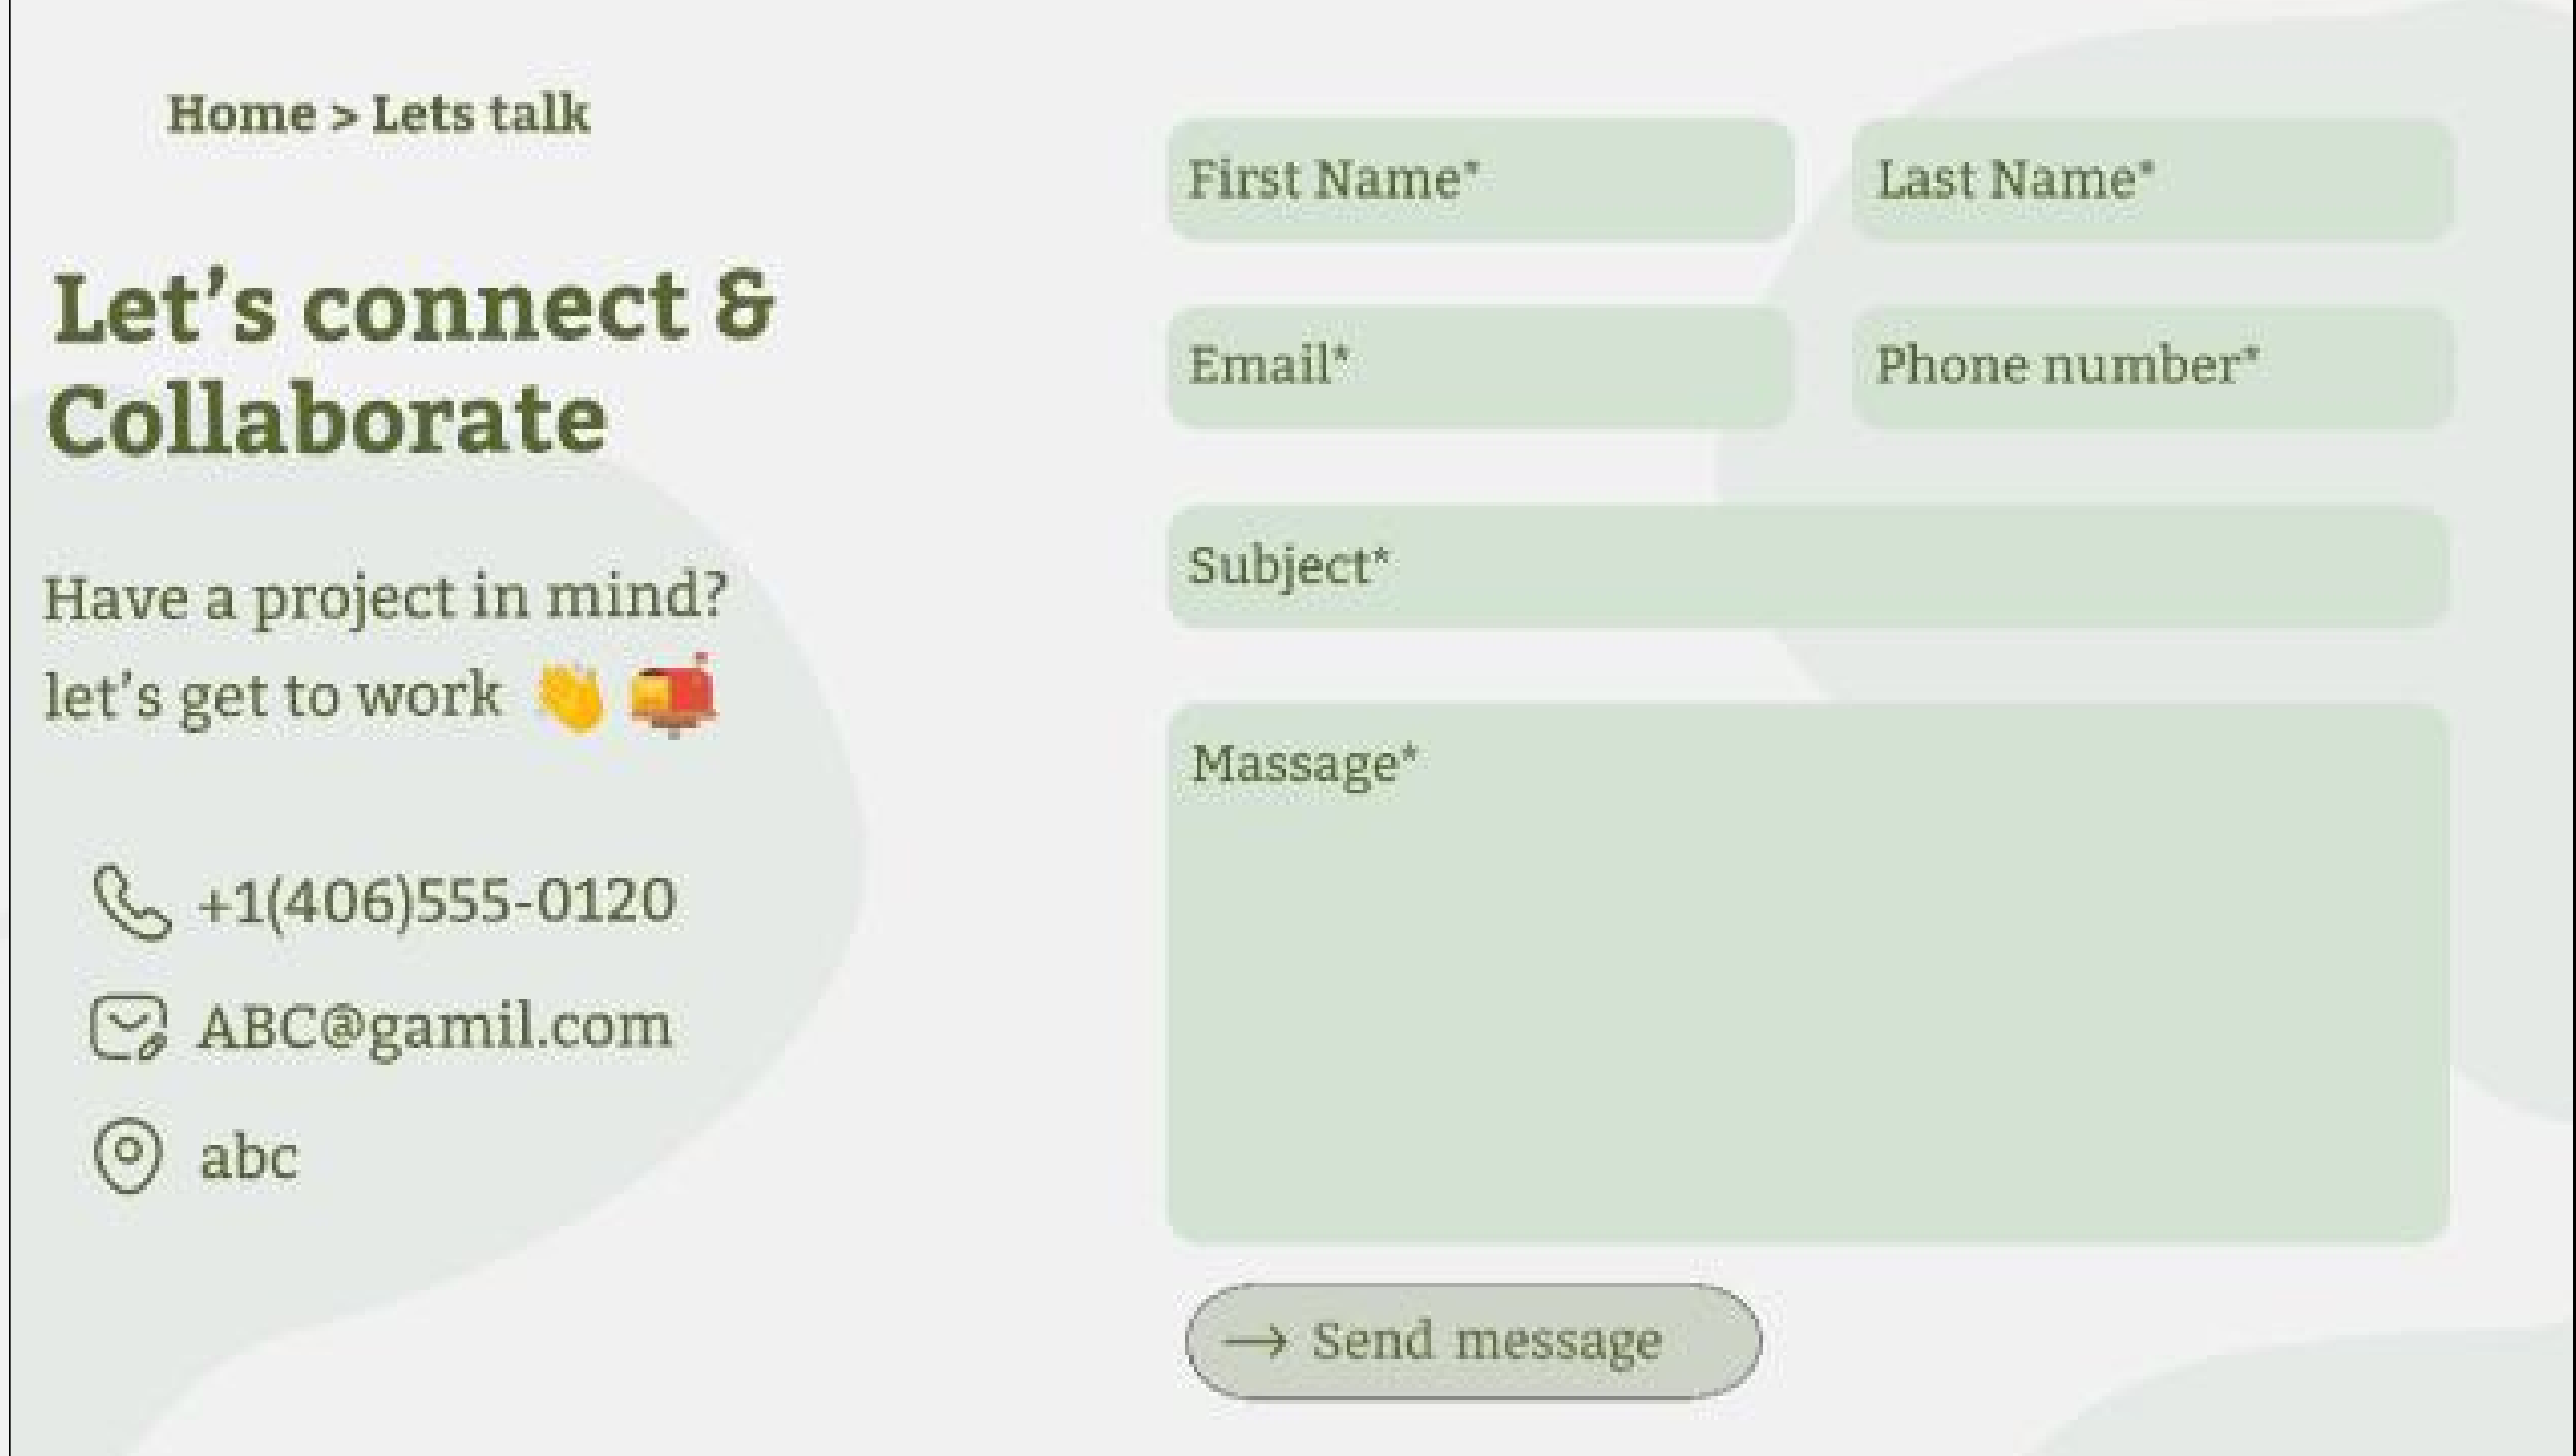 Home > Lets talk
Let’s connect &
Collaborate
Have a project in mind?
let’s get to work 👏 📫
+1(406)555-0120
ABC@gamil.com
abc
First Name*
Last Name*
Email*
Phone number*
Subject*
Massage*
→ Send message